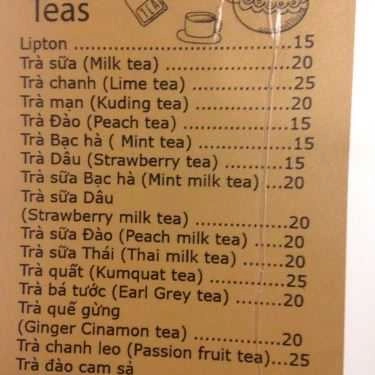 Teas
TEA
Lipton ...............................15
Trà sữa (Milk tea) ....................20
Trà chanh (Lime tea) ................25
Trà mạn (Kuding tea) ...............20
Trà Đào (Peach tea) ................15
Trà Bạc hà ( Mint tea) ..............15
Trà Dâu (Strawberry tea) ..........15
Trà sữa Bạc hà (Mint milk tea) ...20
Trà sữa Dâu
(Strawberry milk tea) ...............20
Trà sữa Đào (Peach milk tea) .....20
Trà sữa Thái (Thai milk tea) .......20
Trà quất (Kumquat tea) ............25
Trà bá tước (Earl Grey tea) .......20
Trà quế gừng
(Ginger Cinamon tea) ..............20
Trà chanh leo (Passion fruit tea)...25
Trà đào cam sả